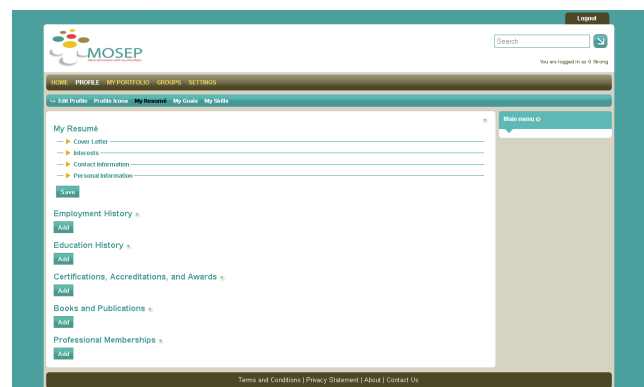 Logout
MOSEP
Search
You are logged in as G Strong
HOME PROFILE MY PORTFOLIO GROUPS SETTINGS
Edit Profile Profile Icons My Resumé My Goals My Skills
Main menu
My Resumé
Cover Letter
Interests
Contact Information
Personal Information
Save
Employment History
Add
Education History
Add
Certifications, Accreditations, and Awards
Add
Books and Publications
Add
Professional Memberships
Add
Terms and Conditions | Privacy Statement | About | Contact Us